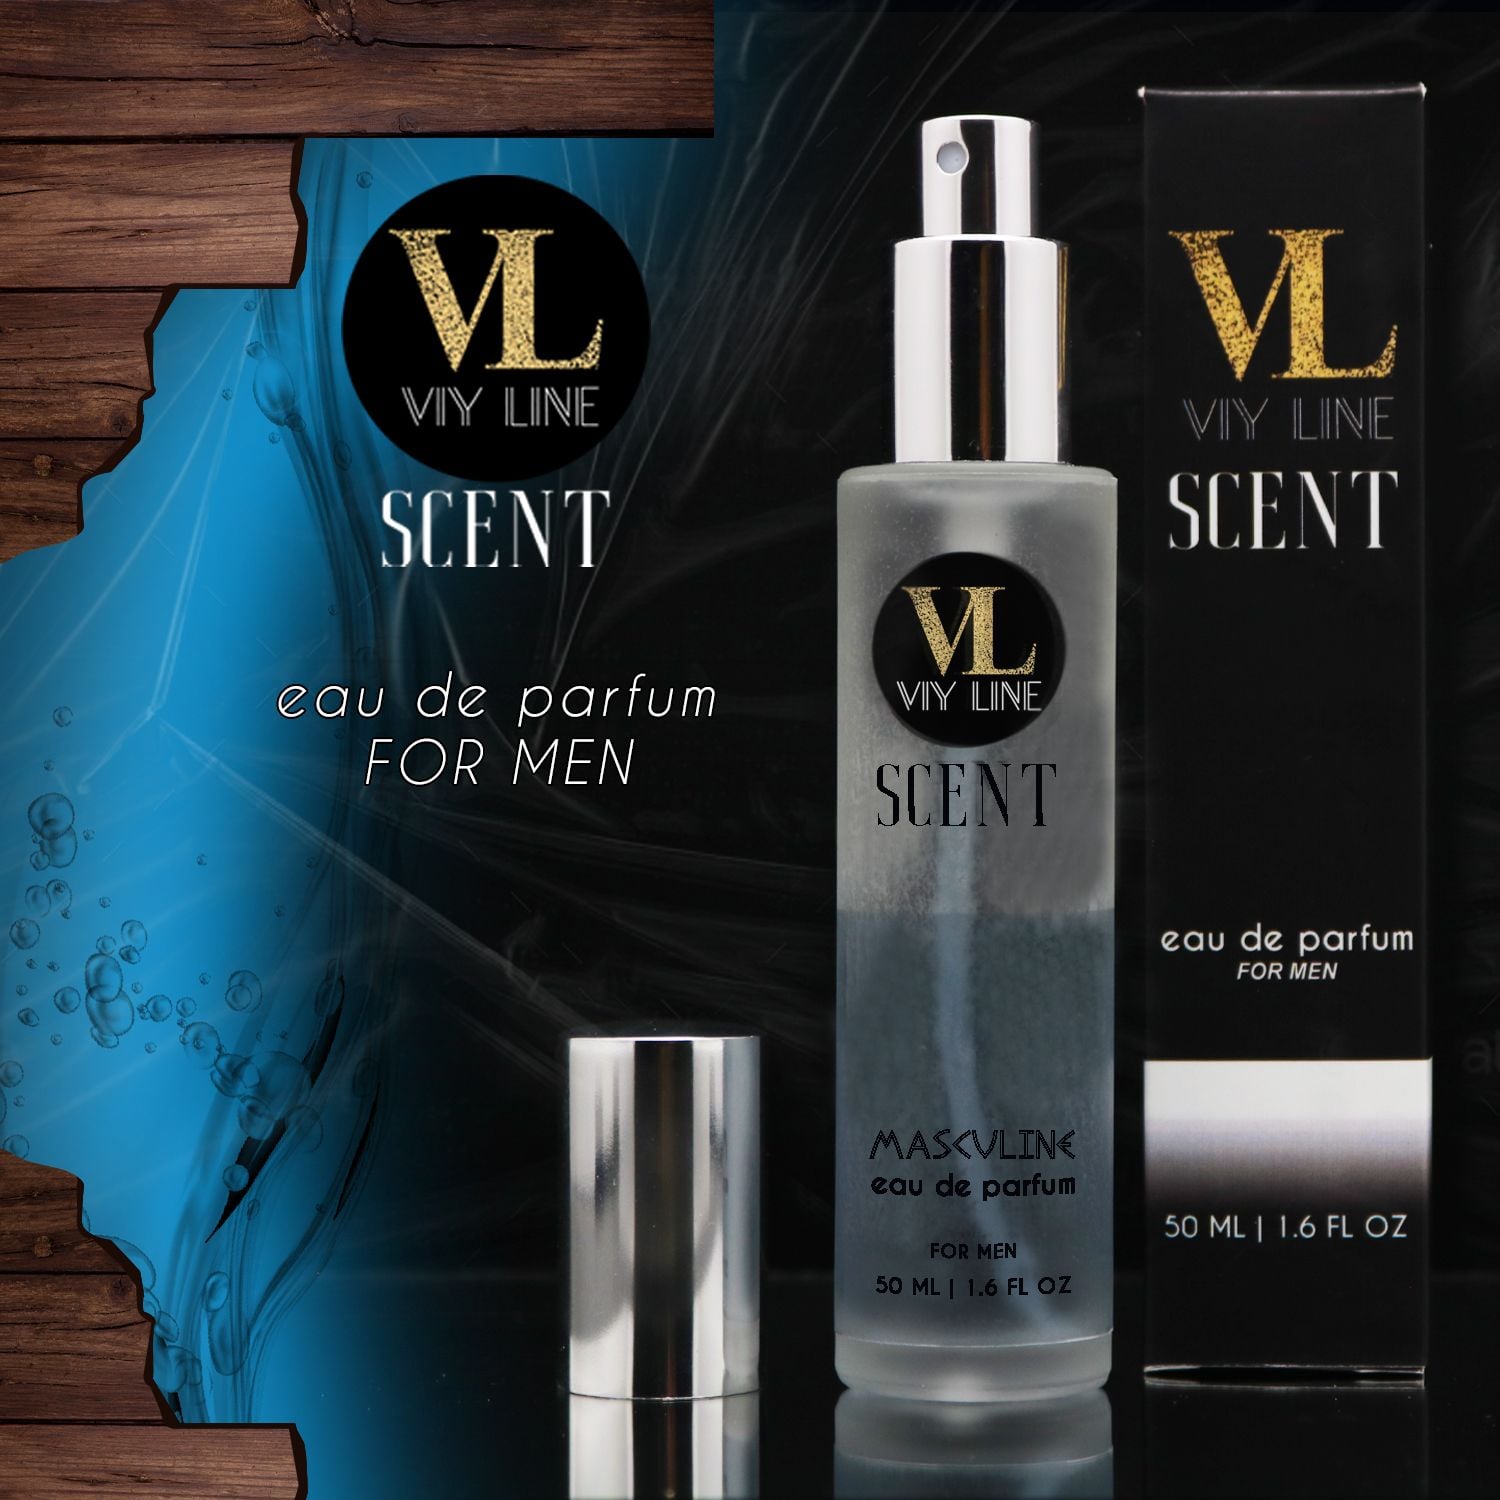 VL
VIY LINE
SCENT
eau de parfum
FOR MEN
VL
VIY LINE
SCENT
MASCULINE
eau de parfum
FOR MEN
50 ML | 1.6 FL OZ
VL
VIY LINE
SCENT
eau de parfum
FOR MEN
50 ML | 1.6 FL OZ